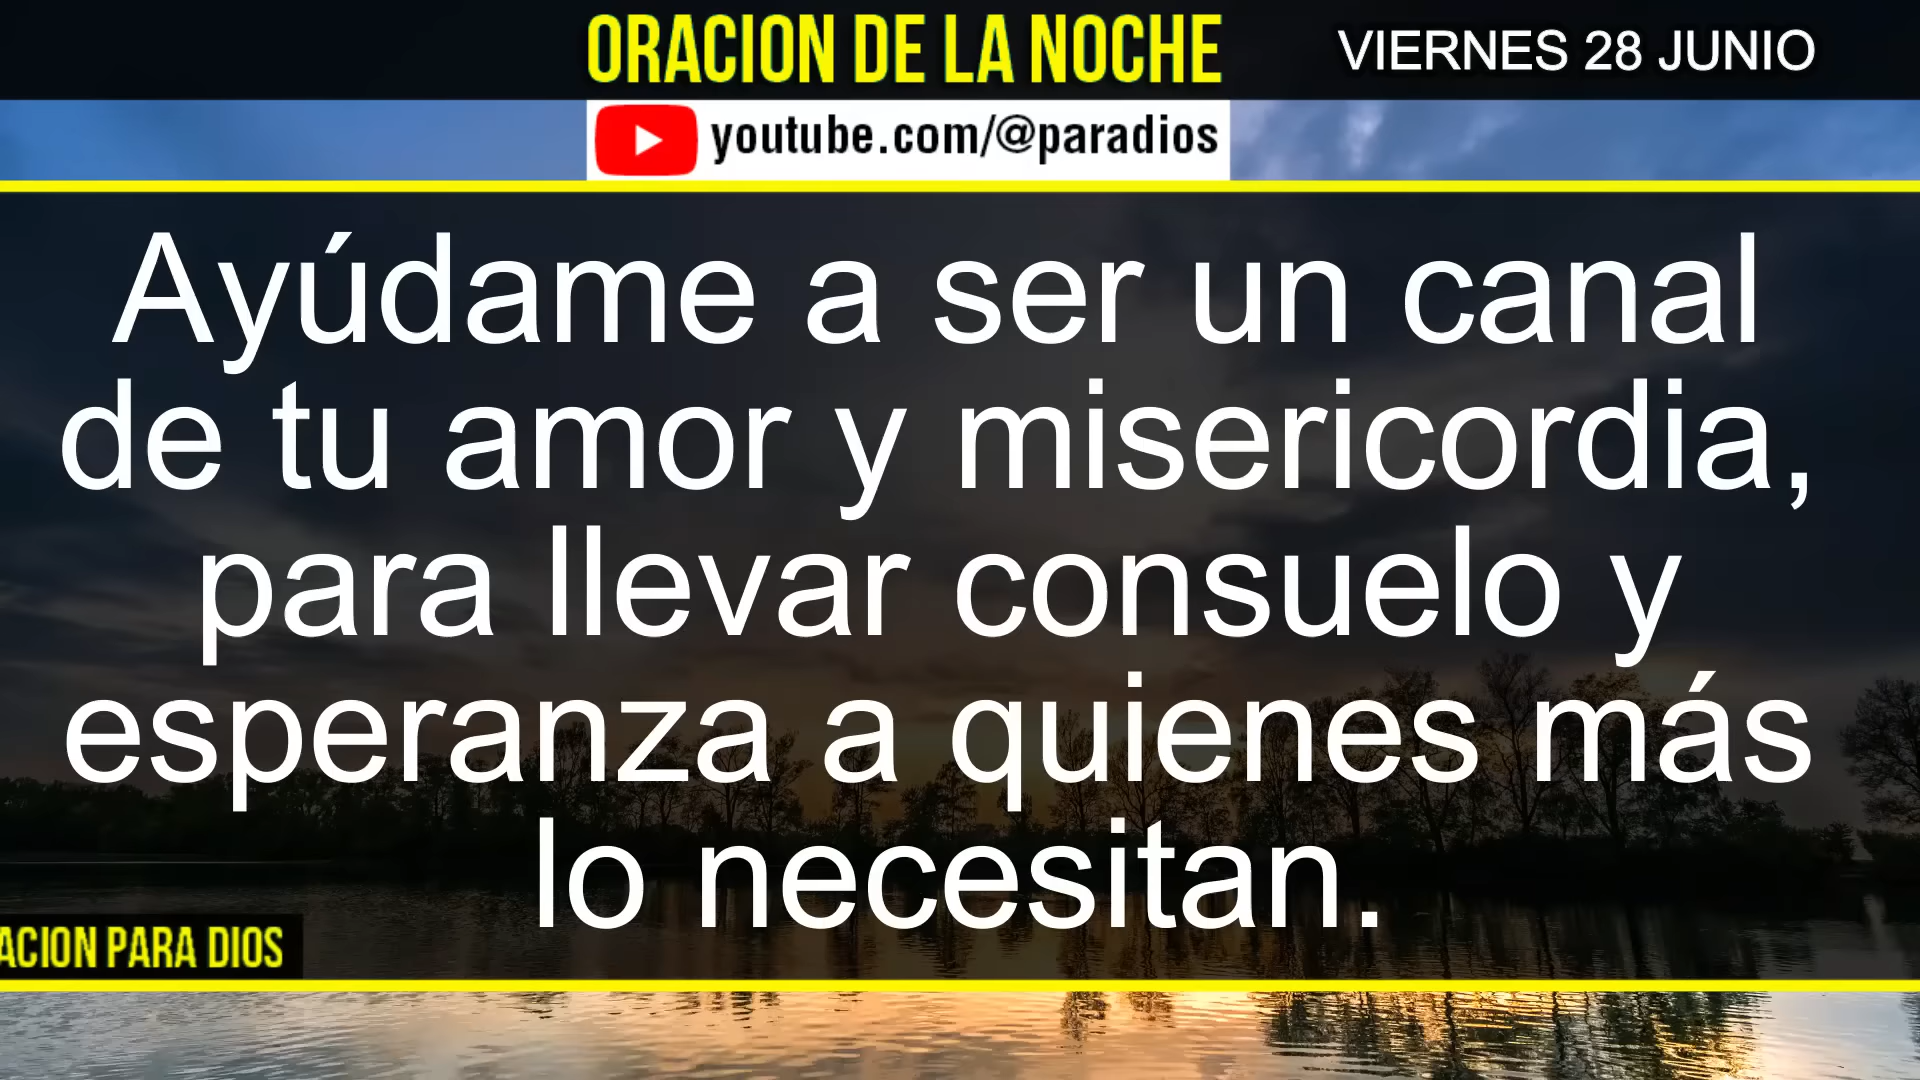 ORACION DE LA NOCHE
VIERNES 28 JUNIO
youtube.com/@paradios
Ayúdame a ser un canal
de tu amor y misericordia,
para llevar consuelo y
esperanza a quienes más
lo necesitan.
ACION PARA DIOS